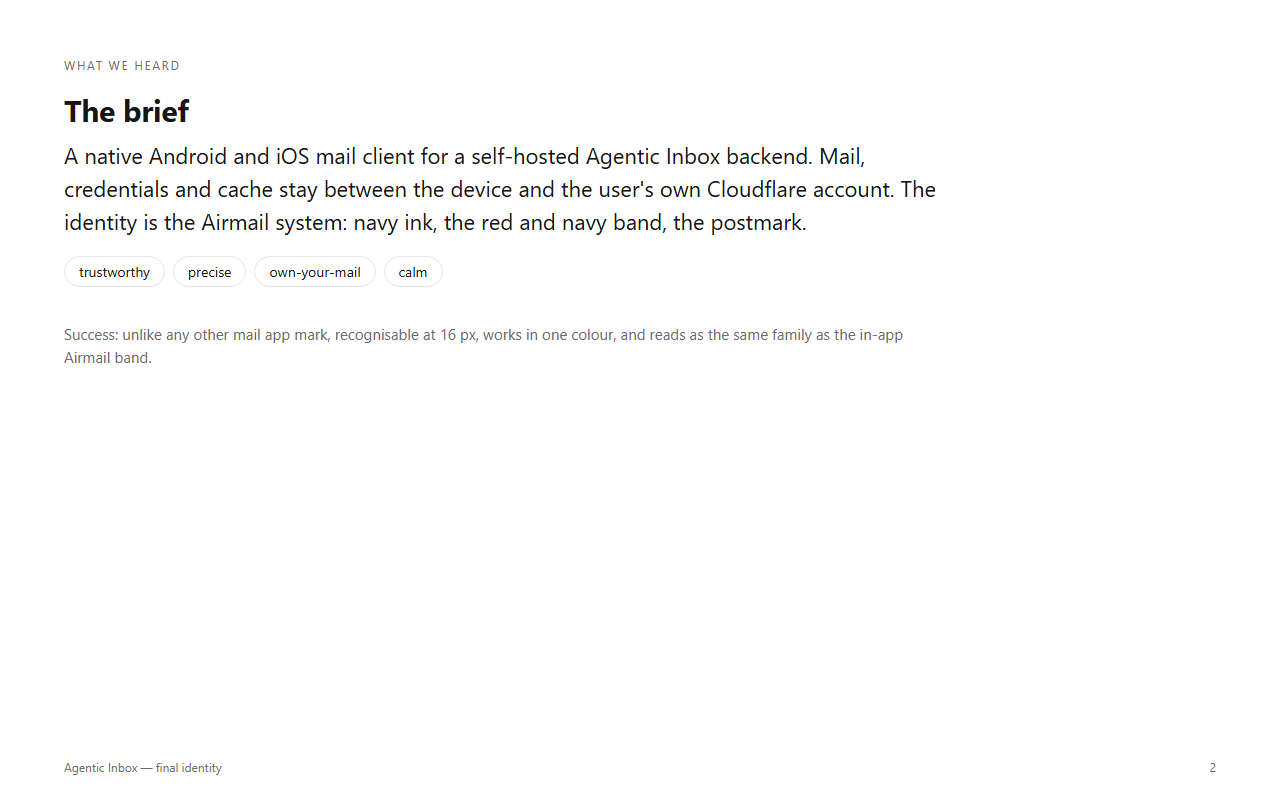 WHAT WE HEARD
The brief
A native Android and iOS mail client for a self-hosted Agentic Inbox backend. Mail,
credentials and cache stay between the device and the user's own Cloudflare account. The
identity is the Airmail system: navy ink, the red and navy band, the postmark.
trustworthy precise own-your-mail calm
Success: unlike any other mail app mark, recognisable at 16 px, works in one colour, and reads as the same family as the in-app
Airmail band.
Agentic Inbox — final identity 2